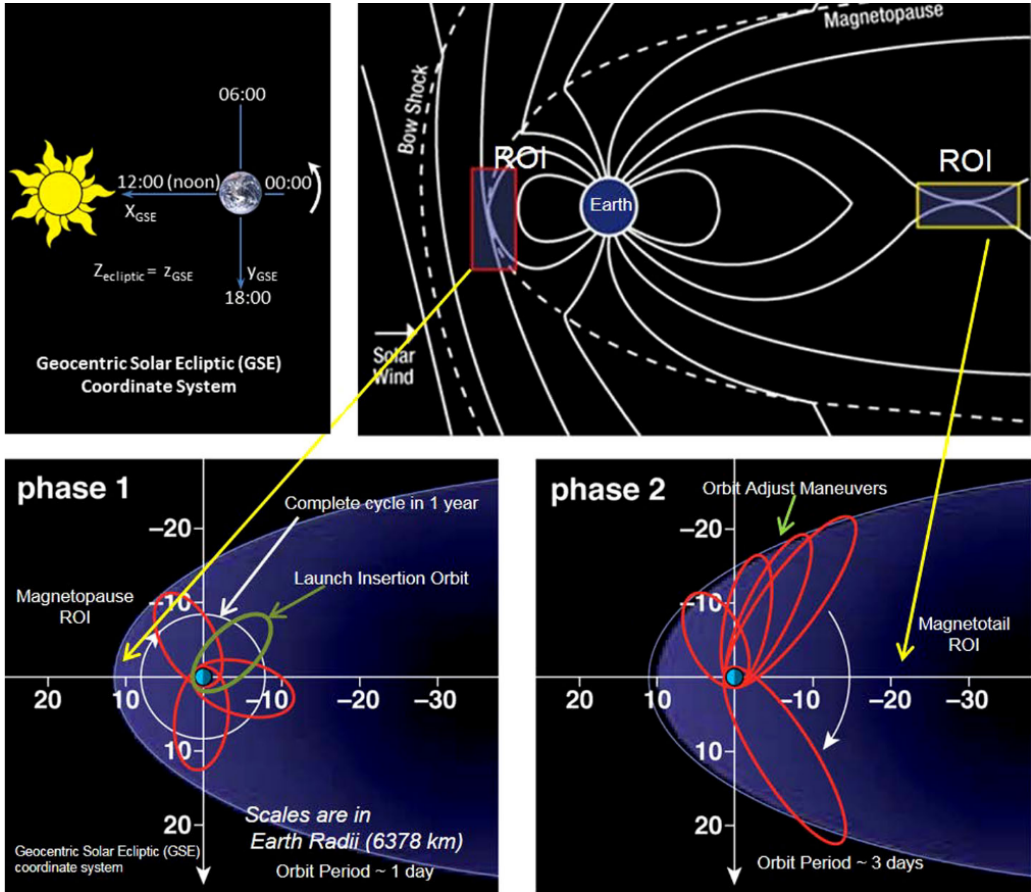 06:00
12:00 (noon)
00:00
XGSE
Zecliptic = zGSE
yGSE
18:00
Geocentric Solar Ecliptic (GSE)
Coordinate System
Magnetopause
Bow Shock
ROI
ROI
Earth
Solar
Wind
phase 1
Complete cycle in 1 year
Launch Insertion Orbit
Magnetopause
ROI
−20
−10
20
10
−10
−20
−30
10
20
Scales are in
Earth Radii (6378 km)
Geocentric Solar Ecliptic (GSE)
coordinate system
Orbit Period ~ 1 day
phase 2
Orbit Adjust Maneuvers
−20
−10
Magnetotail
ROI
20
10
−10
−20
−30
10
20
Orbit Period ~ 3 days